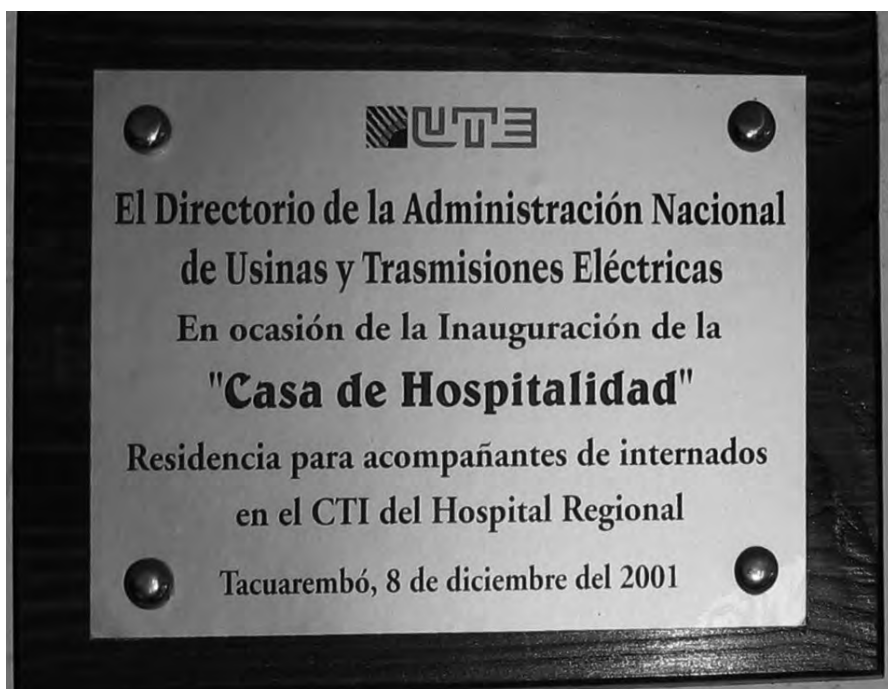 UTE
El Directorio de la Administración Nacional
de Usinas y Trasmisiones Eléctricas
En ocasión de la Inauguración de la
"Casa de Hospitalidad"
Residencia para acompañantes de internados
en el CTI del Hospital Regional
Tacuarembó, 8 de diciembre del 2001